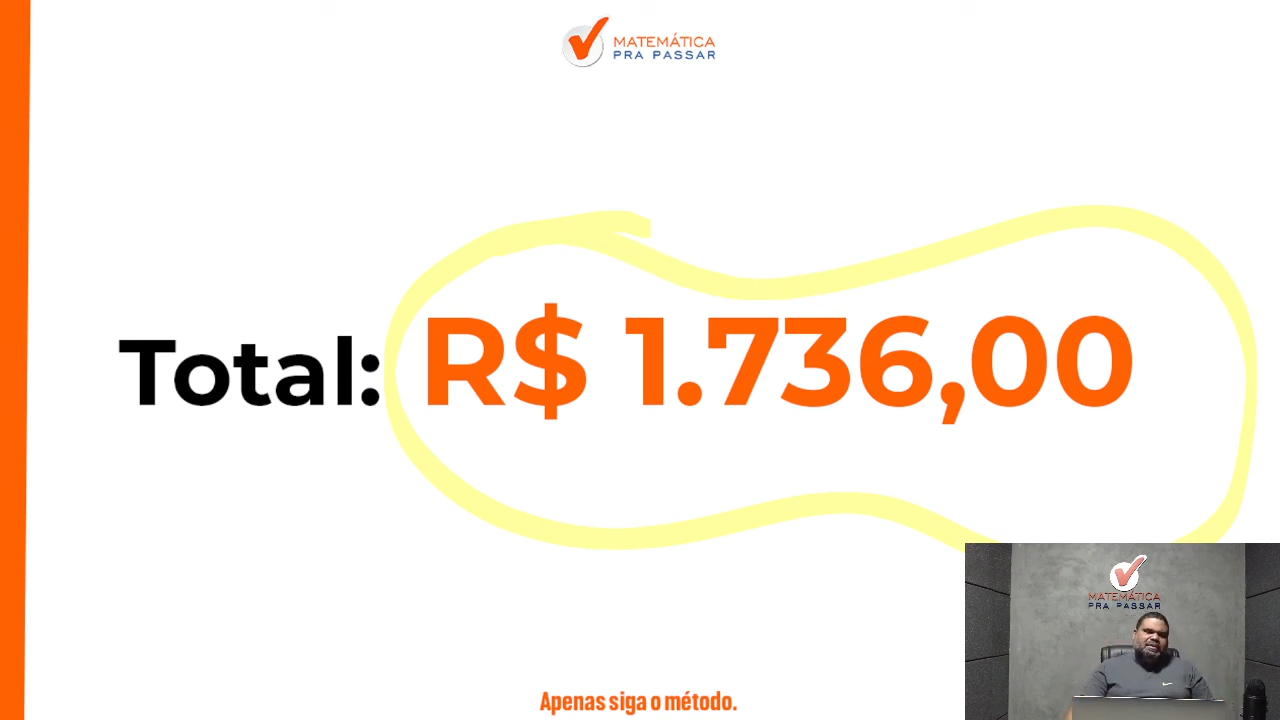 MATEMÁTICA
PRA PASSAR
Total: R$ 1.736,00
MATEMÁTICA
PRA PASSAR
Apenas siga o método.